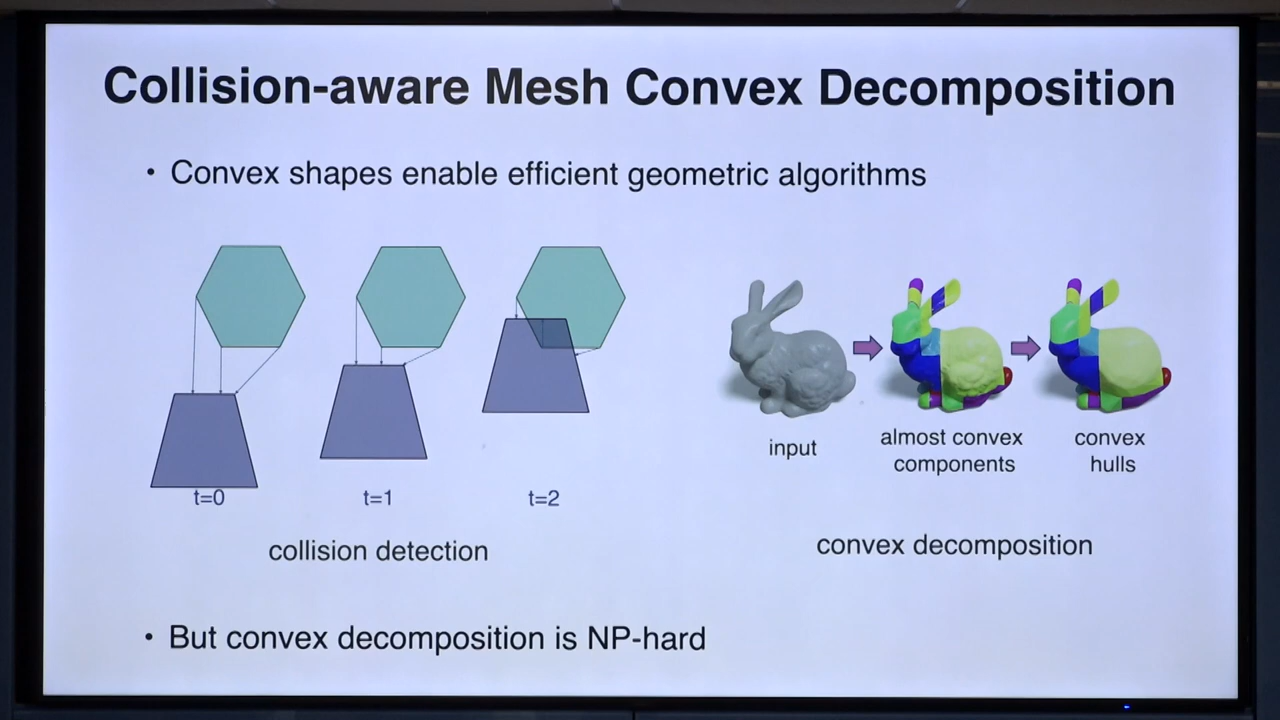 Collision-aware Mesh Convex Decomposition
• Convex shapes enable efficient geometric algorithms
t=0
t=1
t=2
collision detection
input
almost convex
components
convex
hulls
convex decomposition
• But convex decomposition is NP-hard